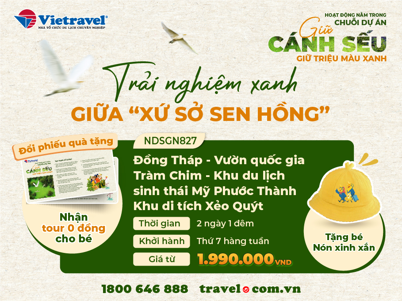 Vietravel
NHÀ TỔ CHỨC DU LỊCH CHUYÊN NGHIỆP
HOẠT ĐỘNG NẰM TRONG
CHUỖI DỰ ÁN
Giữ
CÁNH SẾU
GIỮ TRIỆU MÀU XANH
Trải nghiệm xanh
GIỮA “XỨ SỞ SEN HỒNG”
Đổi phiếu quà tặng
CÁNH SẾU
Nhận
tour 0 đồng
cho bé
NDSGN827
Đồng Tháp - Vườn quốc gia
Tràm Chim - Khu du lịch
sinh thái Mỹ Phước Thành
Khu di tích Xẻo Quýt
Thời gian 2 ngày 1 đêm
Khởi hành Thứ 7 hàng tuần
Giá từ 1.990.000 VND
Tặng bé
Nón xinh xắn
1800 646 888 travel.com.vn